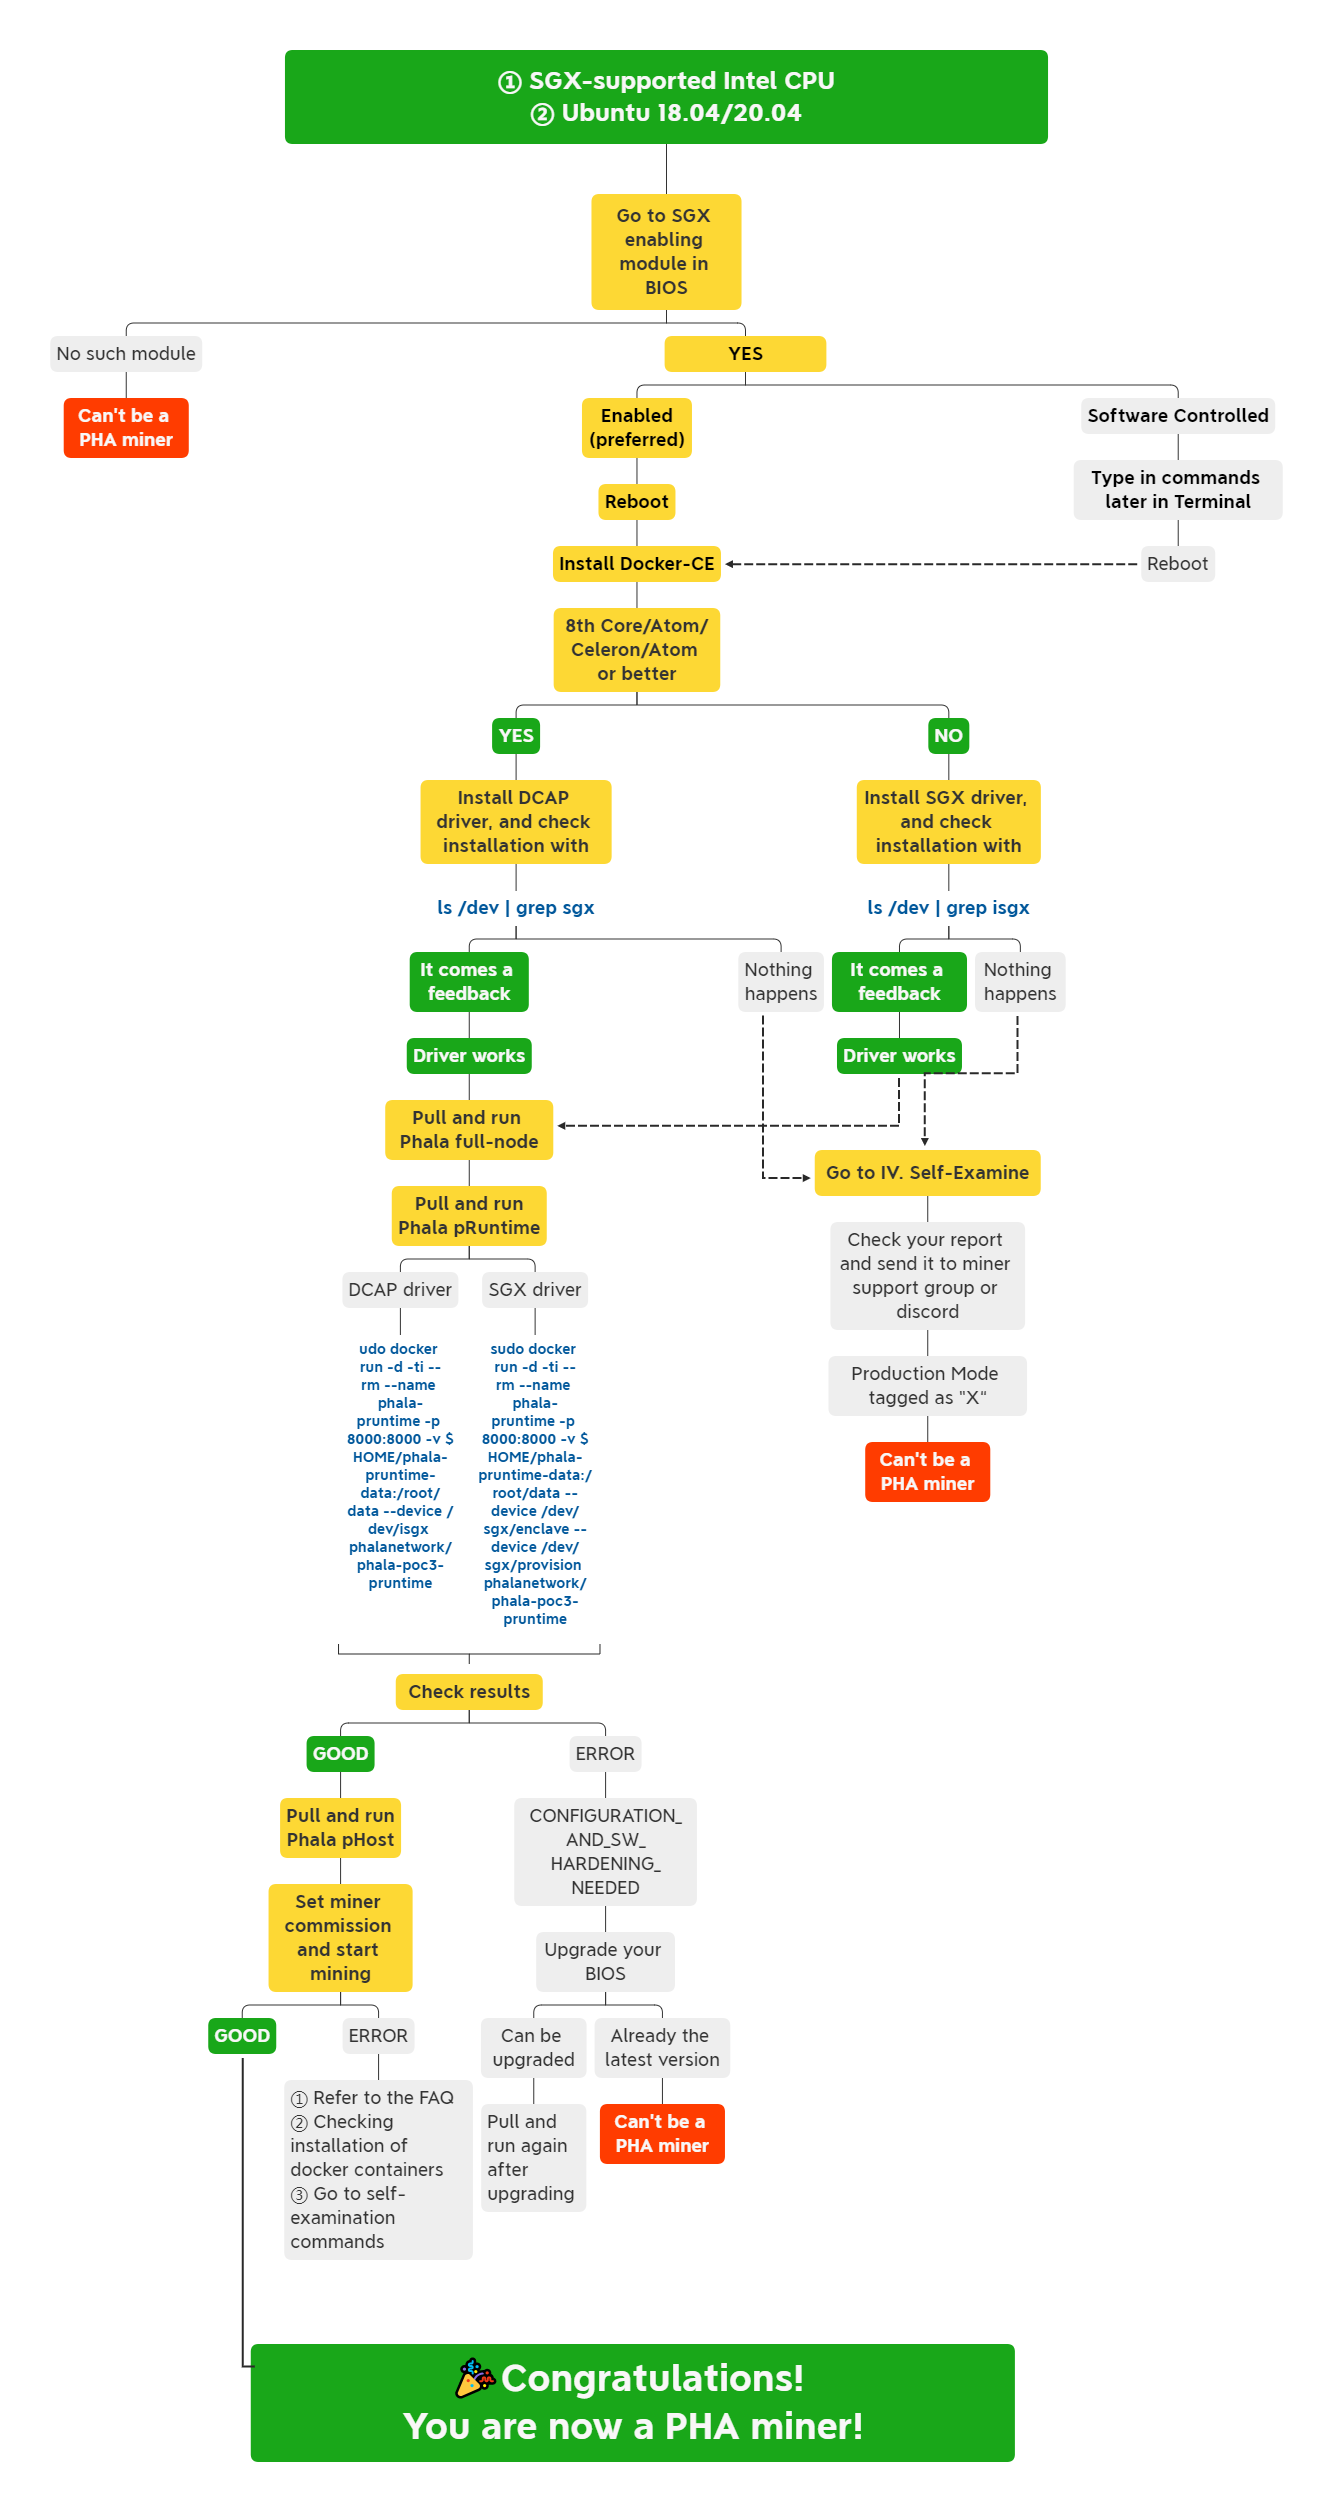 ① SGX-supported Intel CPU
② Ubuntu 18.04/20.04
Go to SGX
enabling
module in
BIOS
No such module
Can't be a
PHA miner
YES
Enabled
(preferred)
Reboot
Install Docker-CE
Software Controlled
Type in commands
later in Terminal
Reboot
8th Core/Atom/
Celeron/Atom
or better
YES
Install DCAP
driver, and check
installation with
ls /dev | grep sgx
It comes a
feedback
Driver works
Nothing
happens
NO
Install SGX driver,
and check
installation with
ls /dev | grep isgx
It comes a
feedback
Driver works
Nothing
happens
Pull and run
Phala full-node
Pull and run
Phala pRuntime
Go to IV. Self-Examine
Check your report
and send it to miner
support group or
discord
Production Mode
tagged as "X"
Can't be a
PHA miner
DCAP driver
udo docker
run -d -ti --
rm --name
phala-
pruntime -p
8000:8000 -v $
HOME/phala-
pruntime-
data:/root/
data --device /
dev/isgx
phalanetwork/
phala-poc3-
pruntime
SGX driver
sudo docker
run -d -ti --
rm --name
phala-
pruntime -p
8000:8000 -v $
HOME/phala-
pruntime-data:/
root/data --
device /dev/
sgx/enclave --
device /dev/
sgx/provision
phalanetwork/
phala-poc3-
pruntime
Check results
GOOD
Pull and run
Phala pHost
Set miner
commission
and start
mining
GOOD
ERROR
① Refer to the FAQ
② Checking
installation of
docker containers
③ Go to self-
examination
commands
ERROR
CONFIGURATION_
AND_SW_
HARDENING_
NEEDED
Upgrade your
BIOS
Can be
upgraded
Pull and
run again
after
upgrading
Already the
latest version
Can't be a
PHA miner
🎉Congratulations!
You are now a PHA miner!